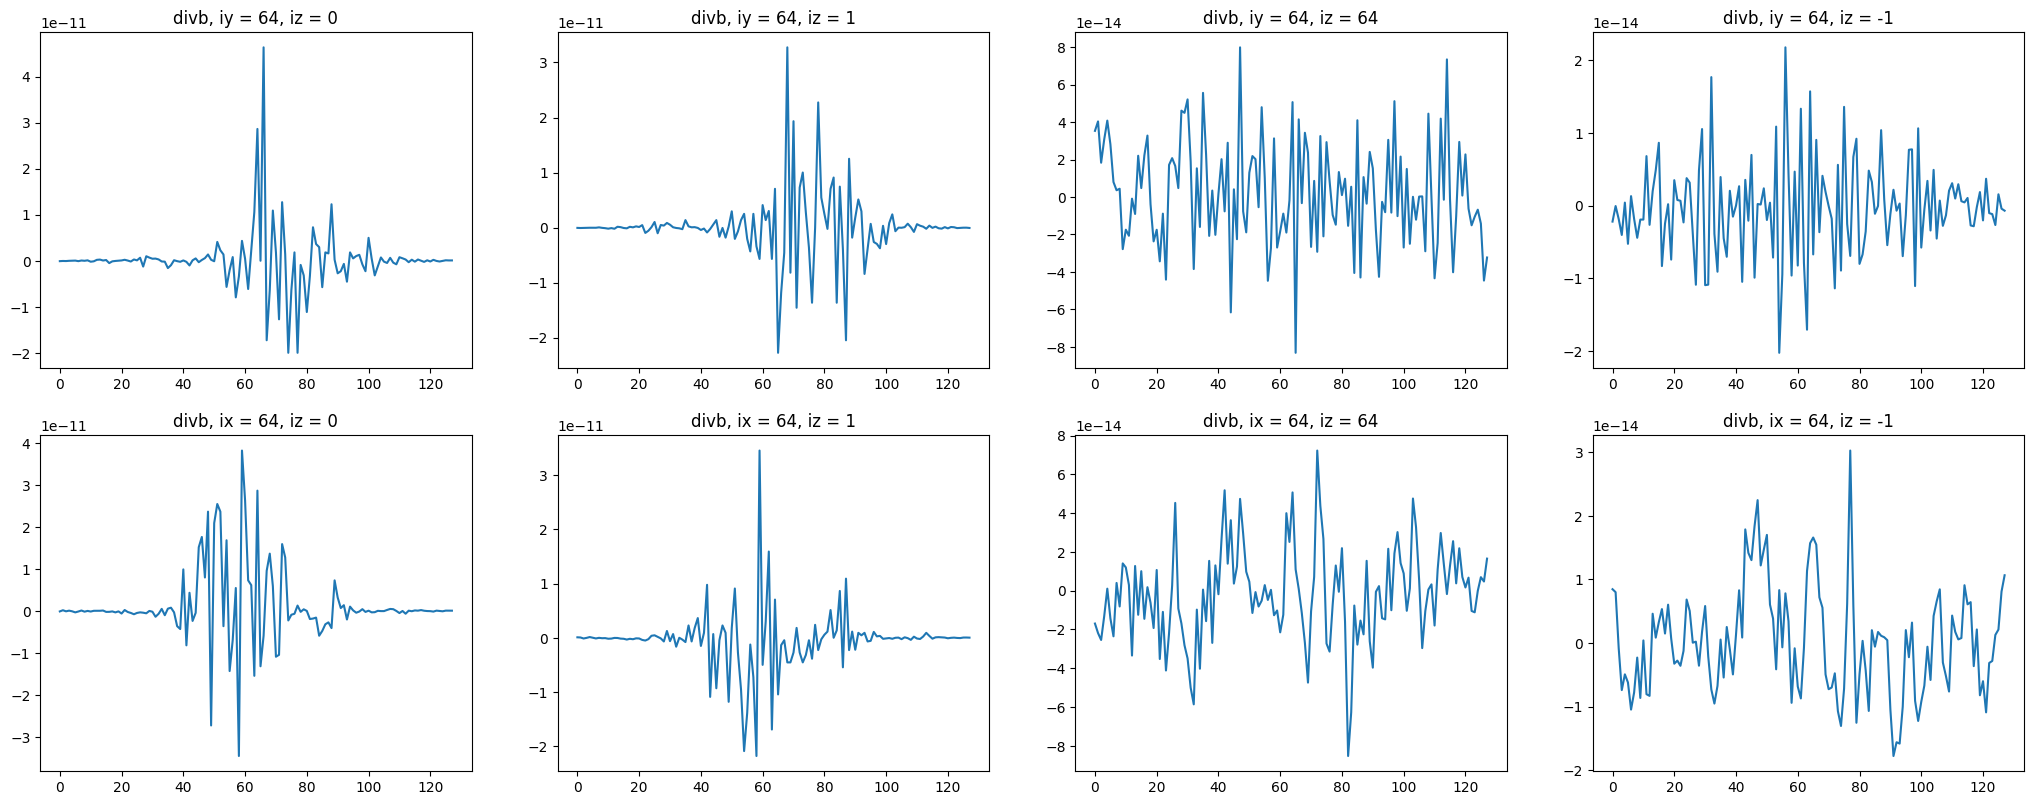 divb, iy = 64, iz = 0
1e−11
4
3
2
1
0
−1
−2
0 20 40 60 80 100 120
divb, iy = 64, iz = 1
1e−11
3
2
1
0
−1
−2
0 20 40 60 80 100 120
divb, iy = 64, iz = 64
1e−14
8
6
4
2
0
−2
−4
−6
−8
0 20 40 60 80 100 120
divb, iy = 64, iz = -1
1e−14
2
1
0
−1
−2
0 20 40 60 80 100 120
divb, ix = 64, iz = 0
1e−11
4
3
2
1
0
−1
−2
−3
0 20 40 60 80 100 120
divb, ix = 64, iz = 1
1e−11
3
2
1
0
−1
−2
0 20 40 60 80 100 120
divb, ix = 64, iz = 64
1e−14
8
6
4
2
0
−2
−4
−6
−8
0 20 40 60 80 100 120
divb, ix = 64, iz = -1
1e−14
3
2
1
0
−1
−2
0 20 40 60 80 100 120